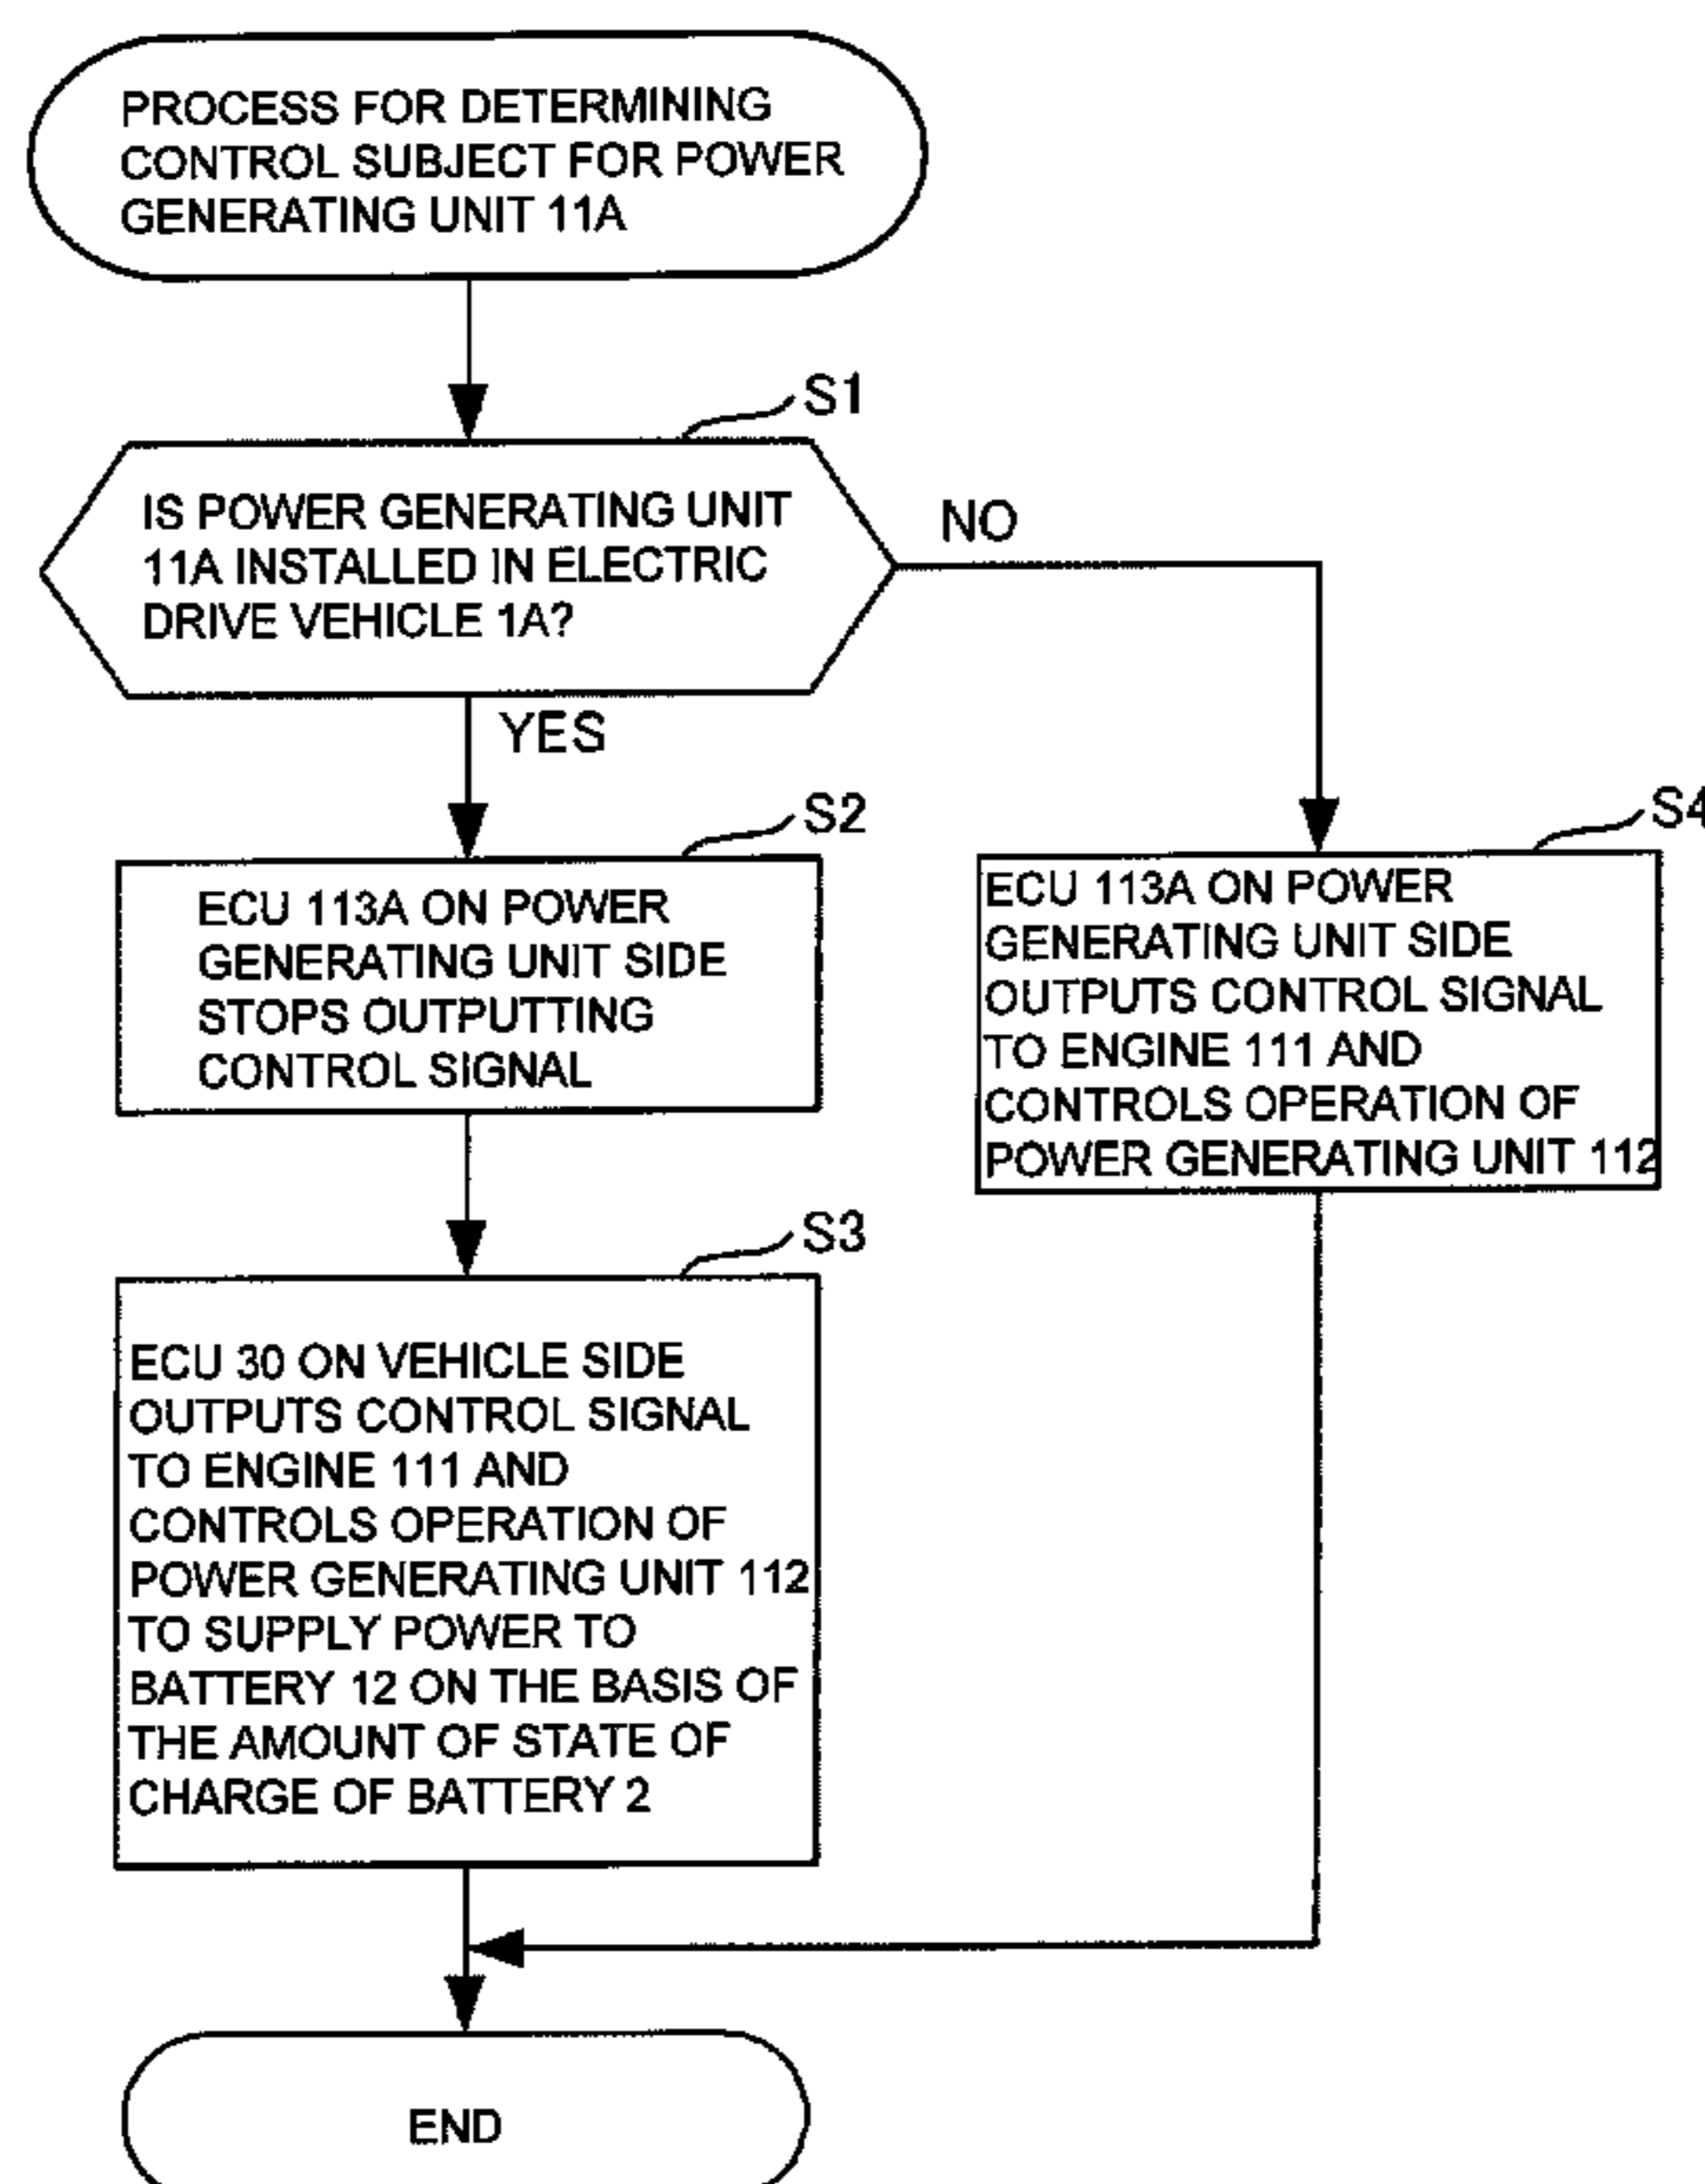 PROCESS FOR DETERMINING
CONTROL SUBJECT FOR POWER
GENERATING UNIT 11A
S1
IS POWER GENERATING UNIT
11A INSTALLED IN ELECTRIC
DRIVE VEHICLE 1A?
NO
YES
S2
ECU 113A ON POWER
GENERATING UNIT SIDE
STOPS OUTPUTTING
CONTROL SIGNAL
S4
ECU 113A ON POWER
GENERATING UNIT SIDE
OUTPUTS CONTROL SIGNAL
TO ENGINE 111 AND
CONTROLS OPERATION OF
POWER GENERATING UNIT 112
S3
ECU 30 ON VEHICLE SIDE
OUTPUTS CONTROL SIGNAL
TO ENGINE 111 AND
CONTROLS OPERATION OF
POWER GENERATING UNIT 112
TO SUPPLY POWER TO
BATTERY 12 ON THE BASIS OF
THE AMOUNT OF STATE OF
CHARGE OF BATTERY 2
END